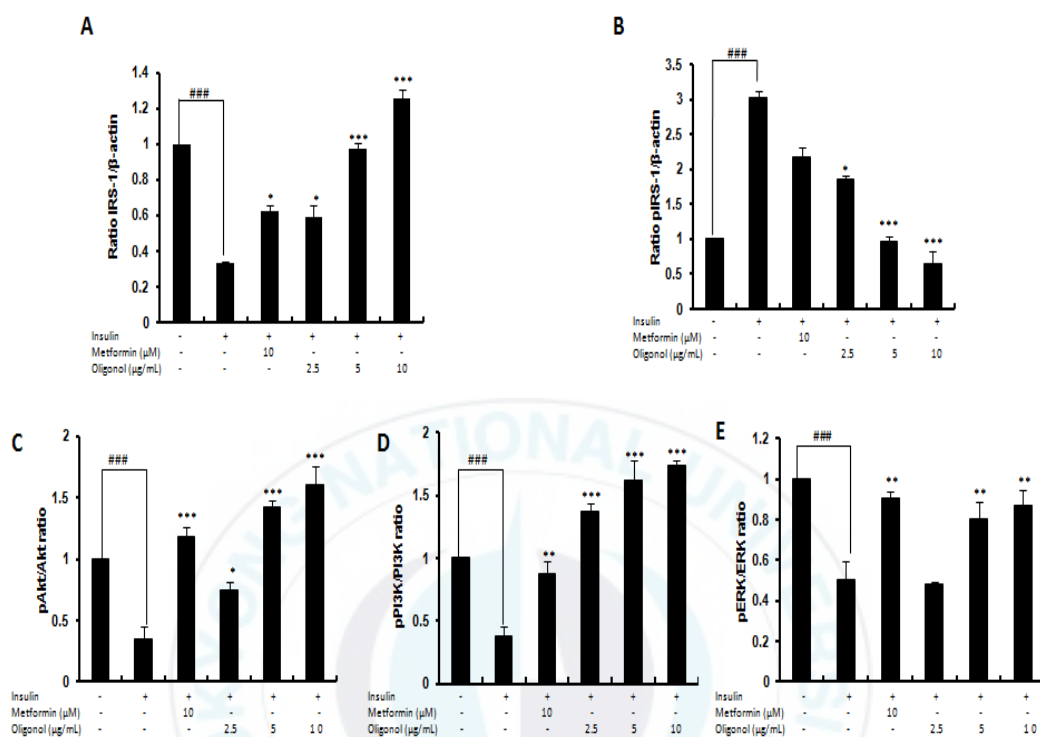 A
Ratio IRS-1/β-actin
1.4
1.2
1
0.8
0.6
0.4
0.2
0
###
*
*
***
***
Insulin - + + + + +
Metformin (µM) - - 10 - - -
Oligonol (µg/mL) - - - 2.5 5 10
B
Ratio pIRS-1/β-actin
3.5
3
2.5
2
1.5
1
0.5
0
###
*
***
***
Insulin - + + + + +
Metformin (µM) - - 10 - - -
Oligonol (µg/mL) - - - 2.5 5 10
C
pAkt/Akt ratio
2
1.5
1
0.5
0
###
***
*
***
***
Insulin - + + + + +
Metformin (µM) - - 10 - - -
Oligonol (µg/mL) - - - 2.5 5 10
D
pPI3K/PI3K ratio
2
1.5
1
0.5
0
###
**
***
***
***
Insulin - + + + + +
Metformin (µM) - - 10 - - -
Oligonol (µg/mL) - - - 2.5 5 10
E
pERK/ERK ratio
1.2
1
0.8
0.6
0.4
0.2
0
###
**
**
**
Insulin - + + + + +
Metformin (µM) - - 10 - - -
Oligonol (µg/mL) - - - 2.5 5 10
UKYONG NATIONAL UNIVERSI